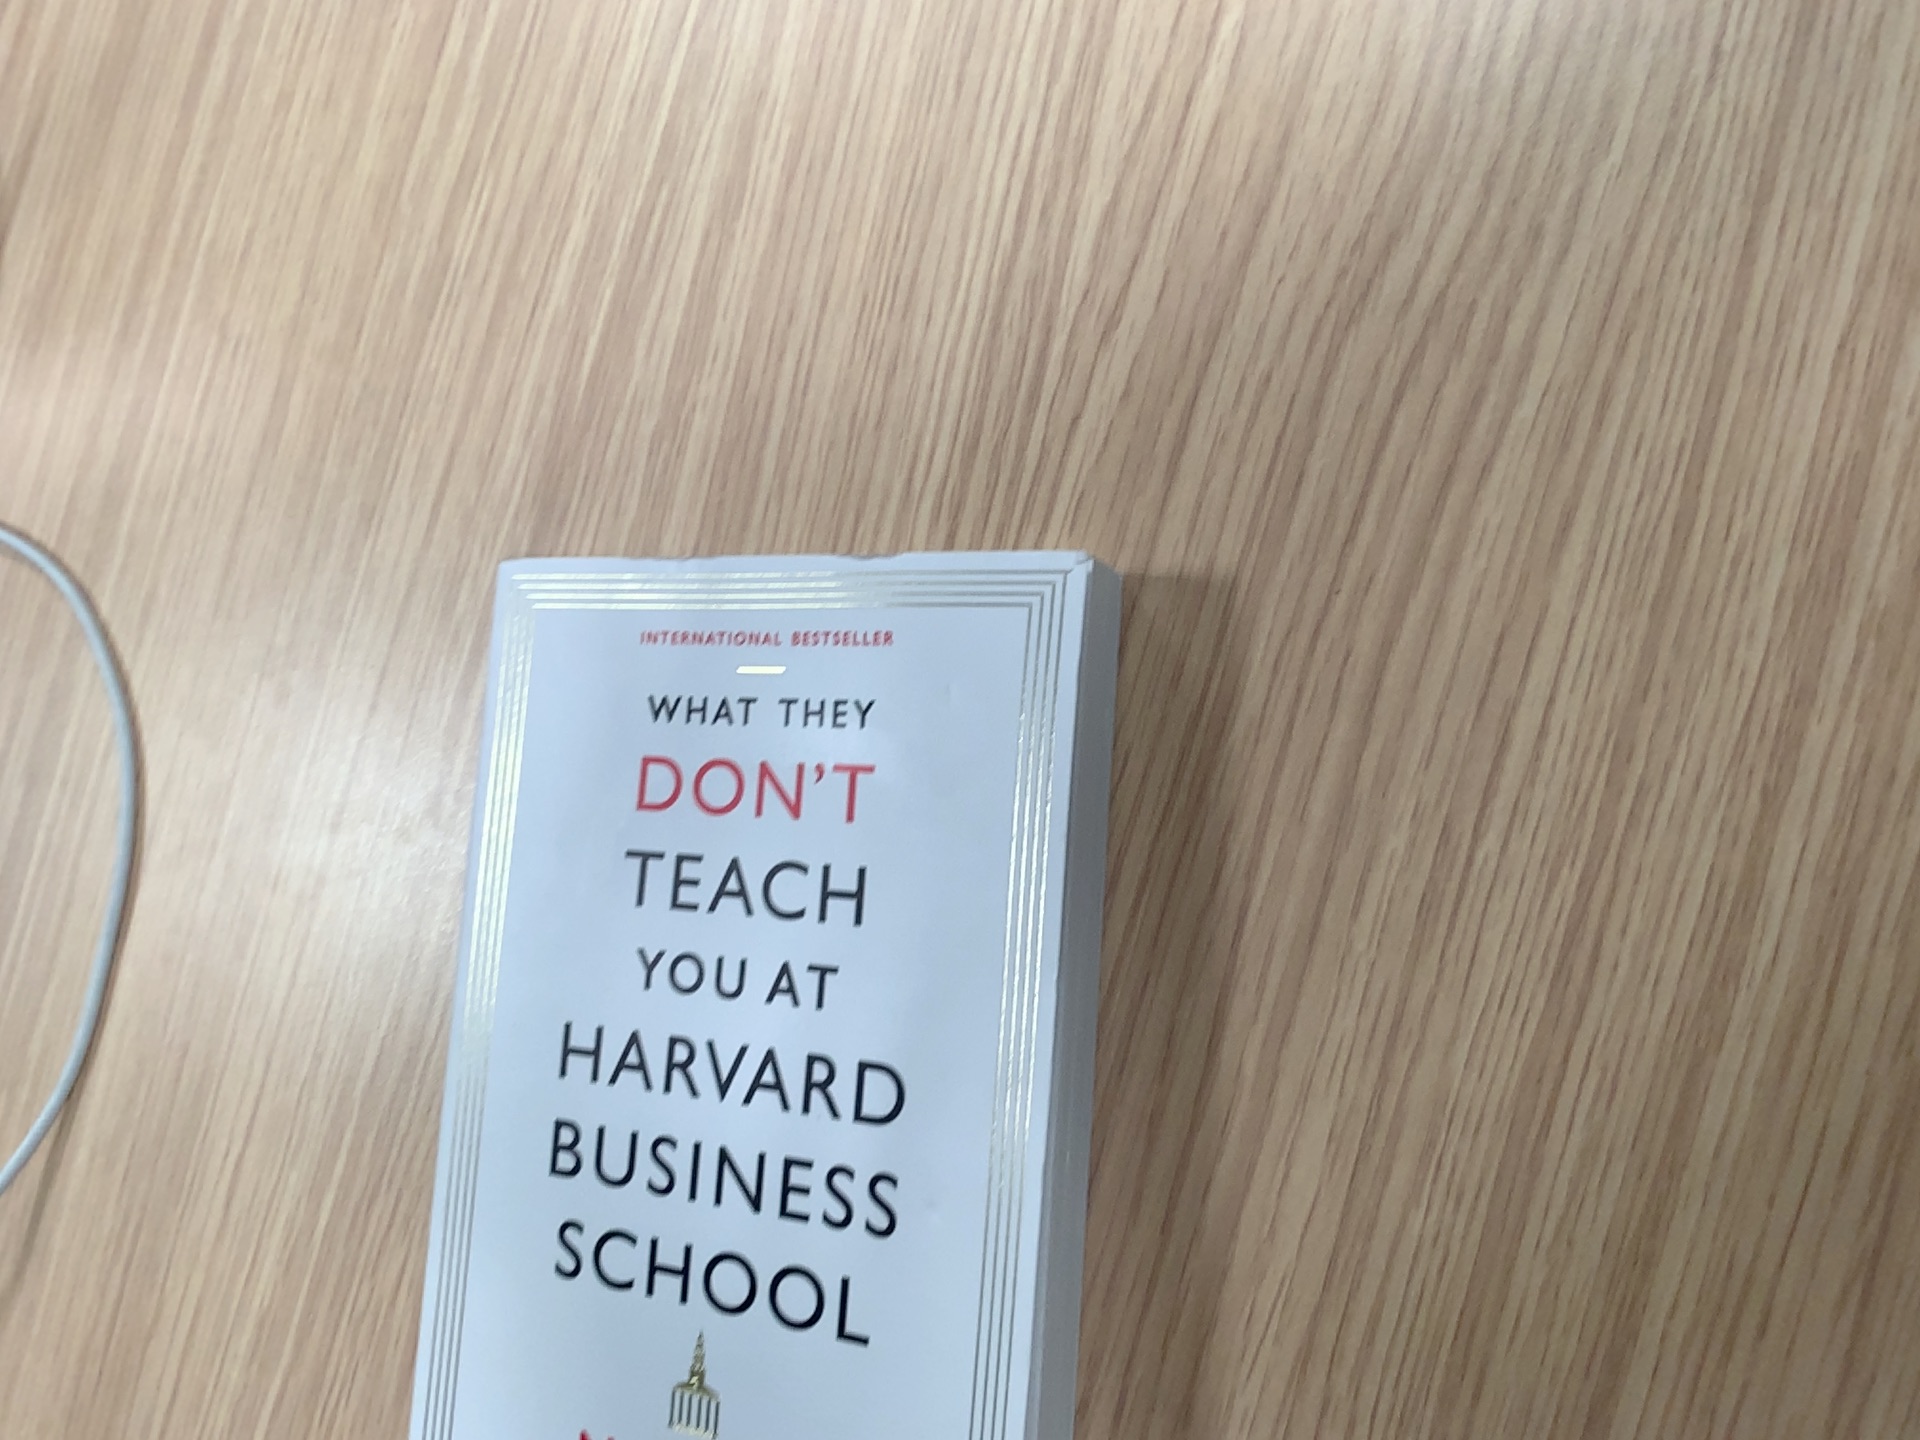 INTERNATIONAL BESTSELLER
WHAT THEY
DON'T
TEACH
YOU AT
HARVARD
BUSINESS
SCHOOL